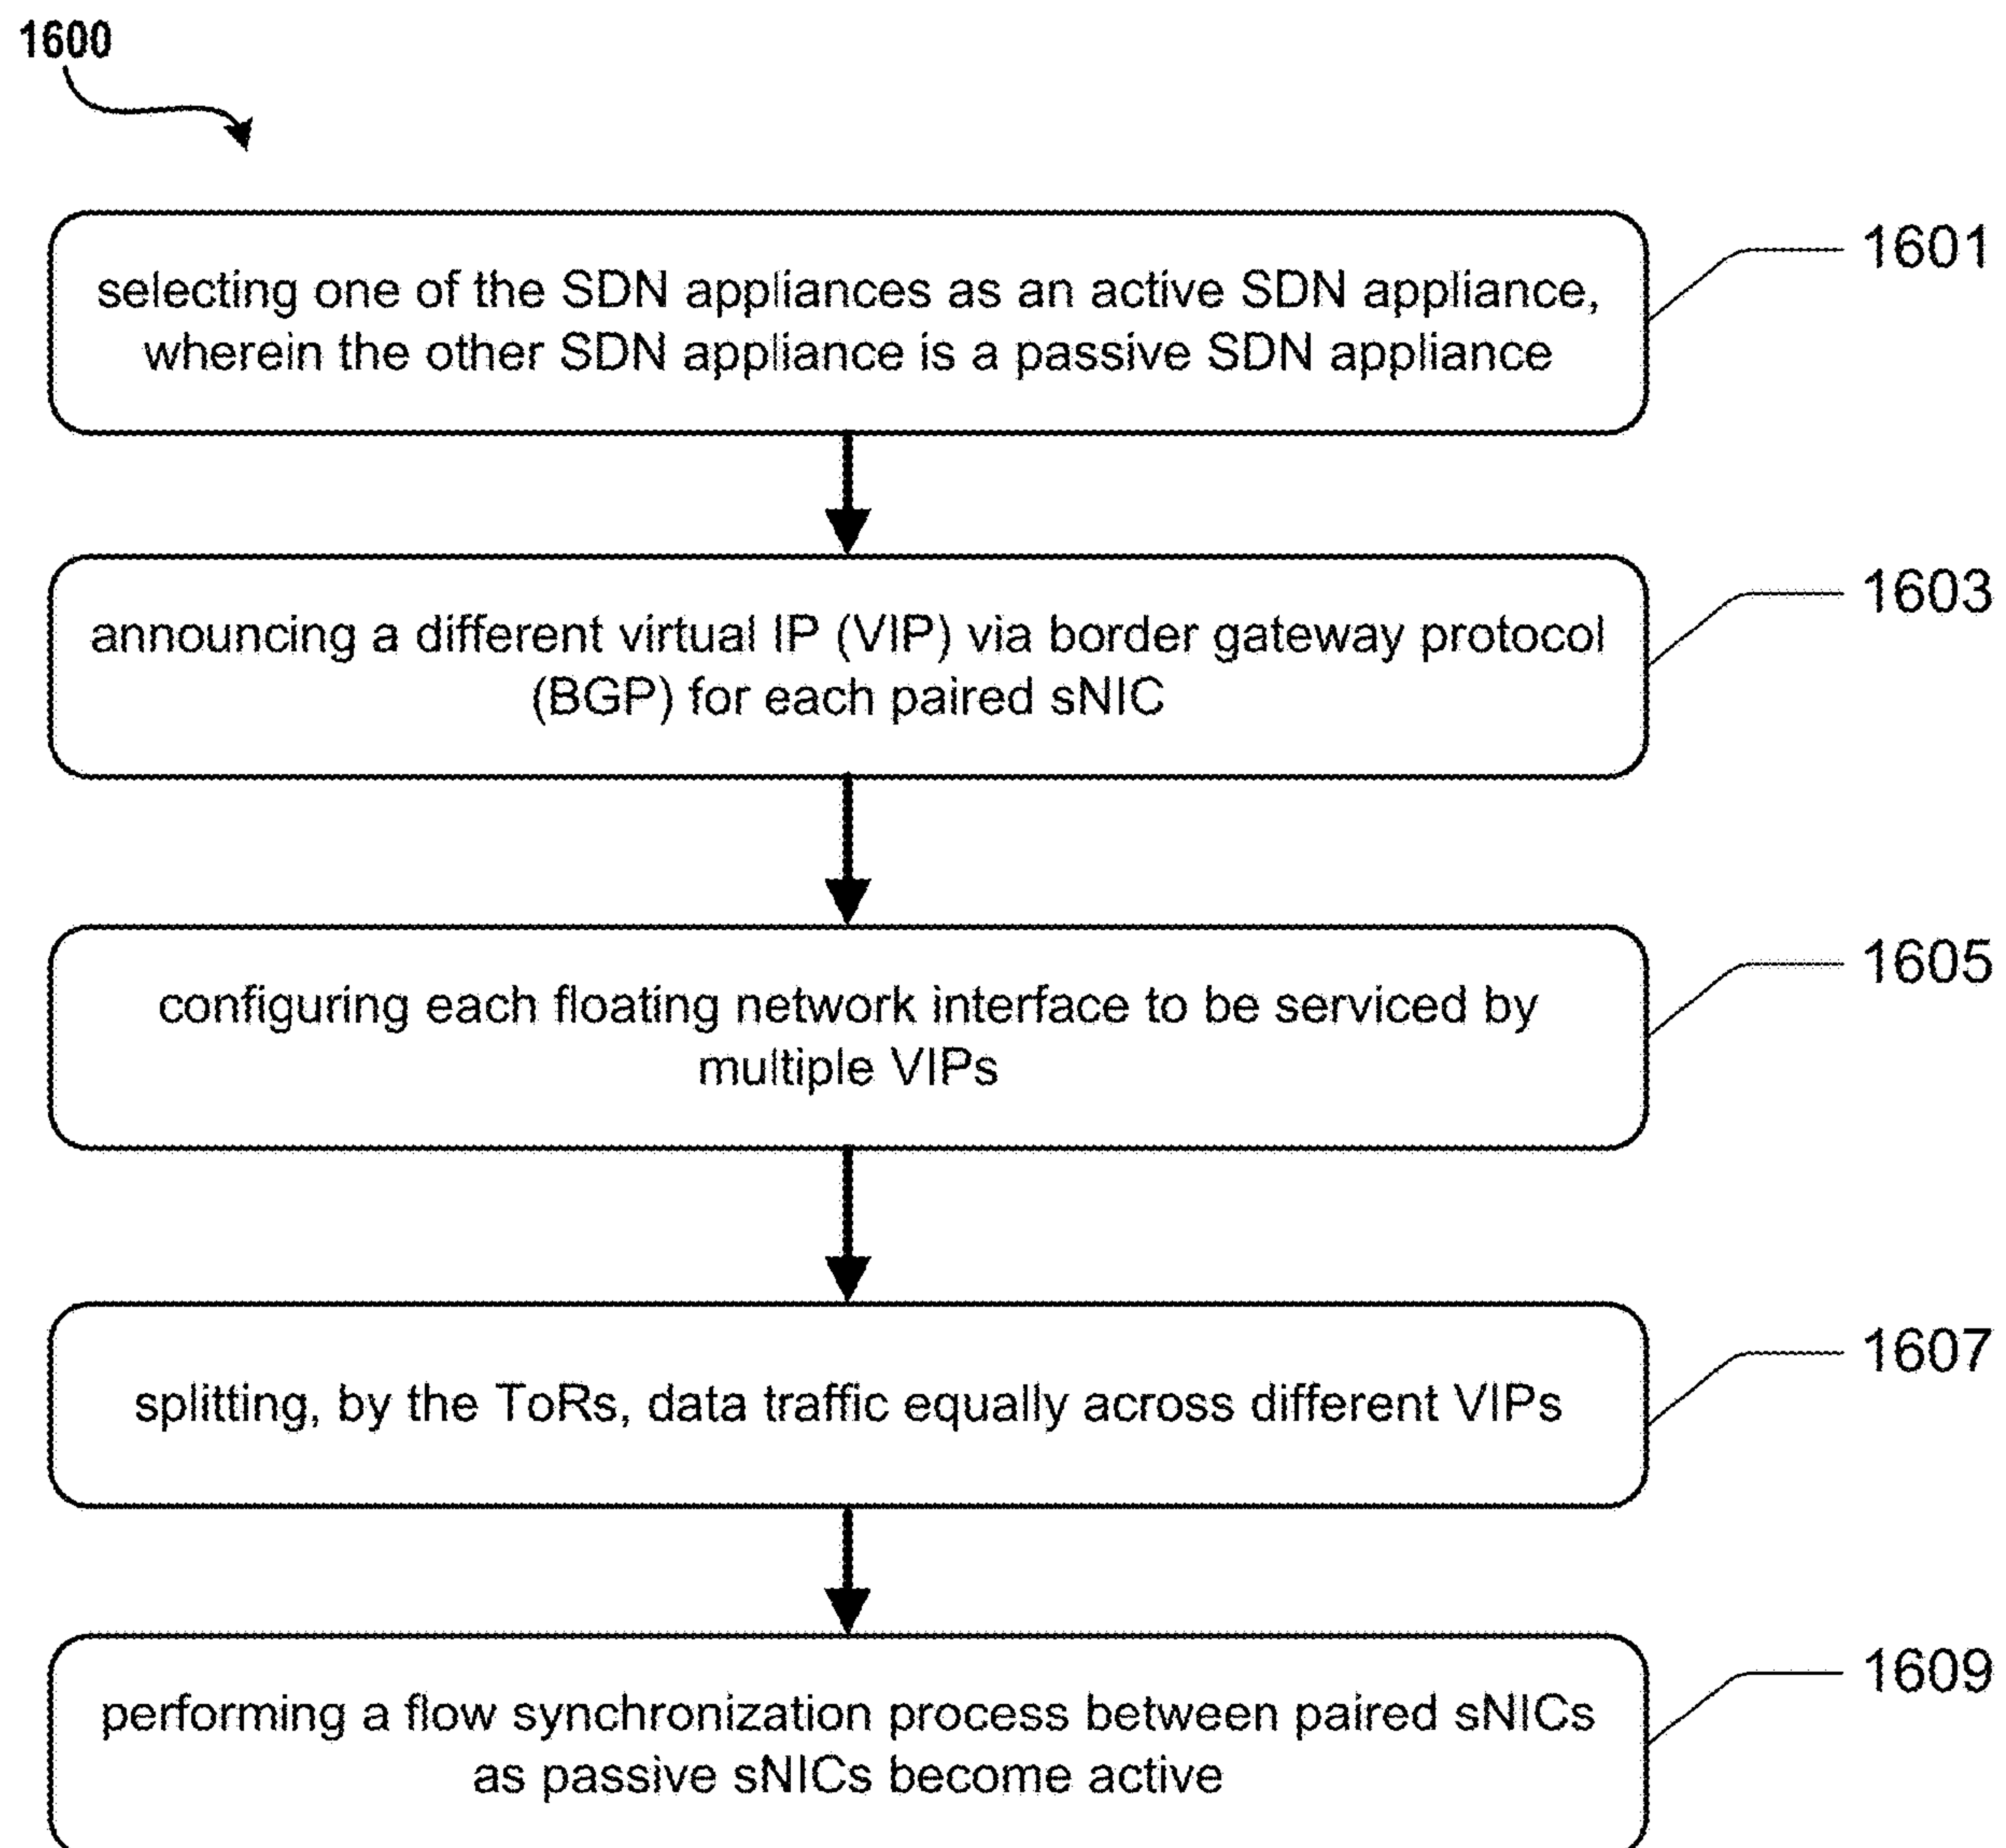 1600
selecting one of the SDN appliances as an active SDN appliance,
wherein the other SDN appliance is a passive SDN appliance
1601
announcing a different virtual IP (VIP) via border gateway protocol
(BGP) for each paired sNIC
1603
configuring each floating network interface to be serviced by
multiple VIPs
1605
splitting, by the ToRs, data traffic equally across different VIPs
1607
performing a flow synchronization process between paired sNICs
as passive sNICs become active
1609